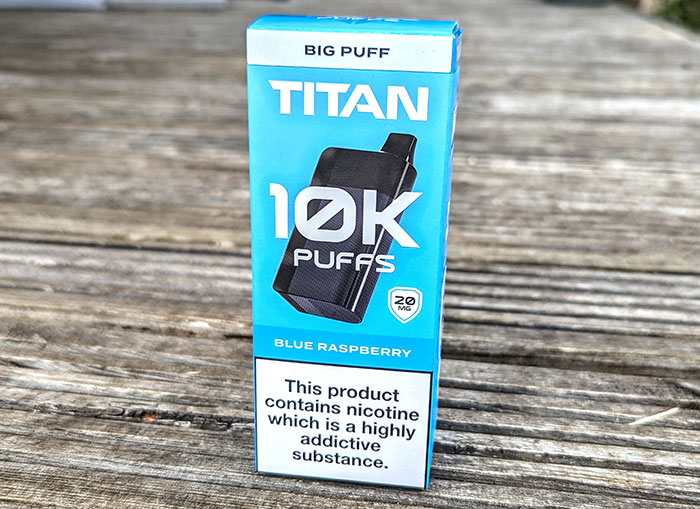 BIG PUFF
TITAN
10K
PUFFS
20
MG
BLUE RASPBERRY
This product
contains nicotine
which is a highly
addictive
substance.